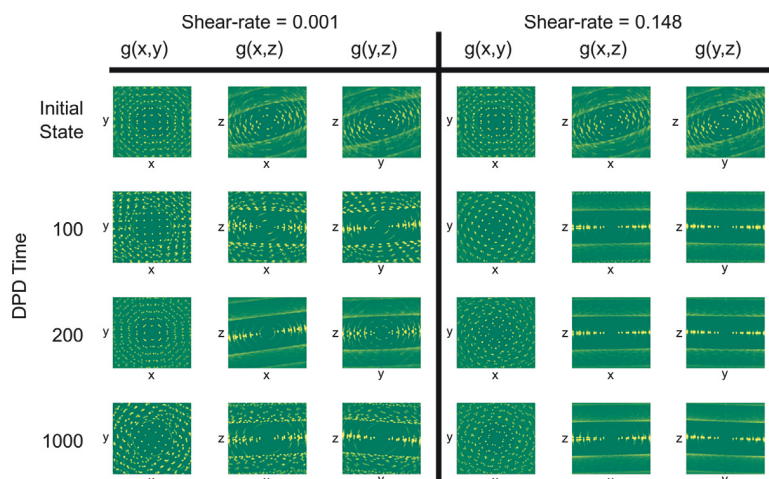 Shear-rate = 0.001 Shear-rate = 0.148
g(x,y) g(x,z) g(y,z) g(x,y) g(x,z) g(y,z)
Initial State y z z y z z
x x y x x y
100 y z z y z z
x x y x x y
DPD Time
200 y z z y z z
x x y x x y
1000 y z z y z z